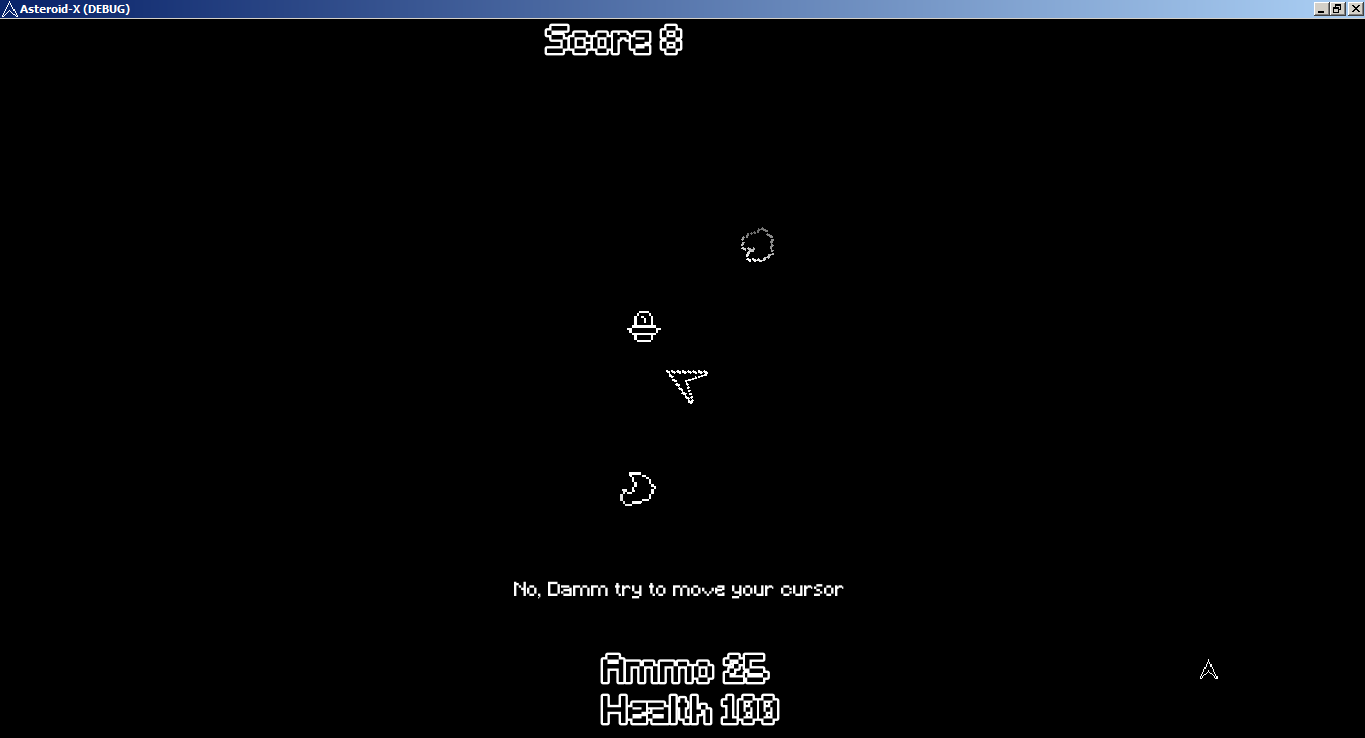 Asteroid-X (DEBUG)
Score 8
No, Damm try to move your cursor
Ammo 25
Health 100